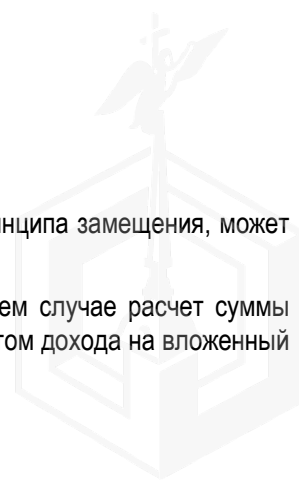 нципа замещения, может
ем случае расчет суммы
том дохода на вложенный